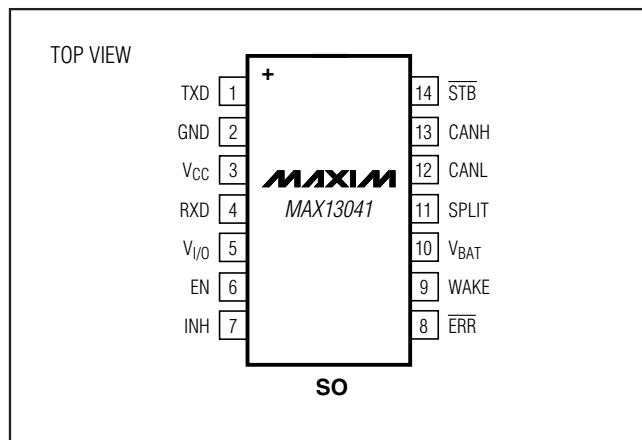 TOP VIEW
+
TXD 1
GND 2
VCC 3
RXD 4
VI/O 5
EN 6
INH 7
MAXIM
MAX13041
14 STB
13 CANH
12 CANL
11 SPLIT
10 VBAT
9 WAKE
8 ERR
SO